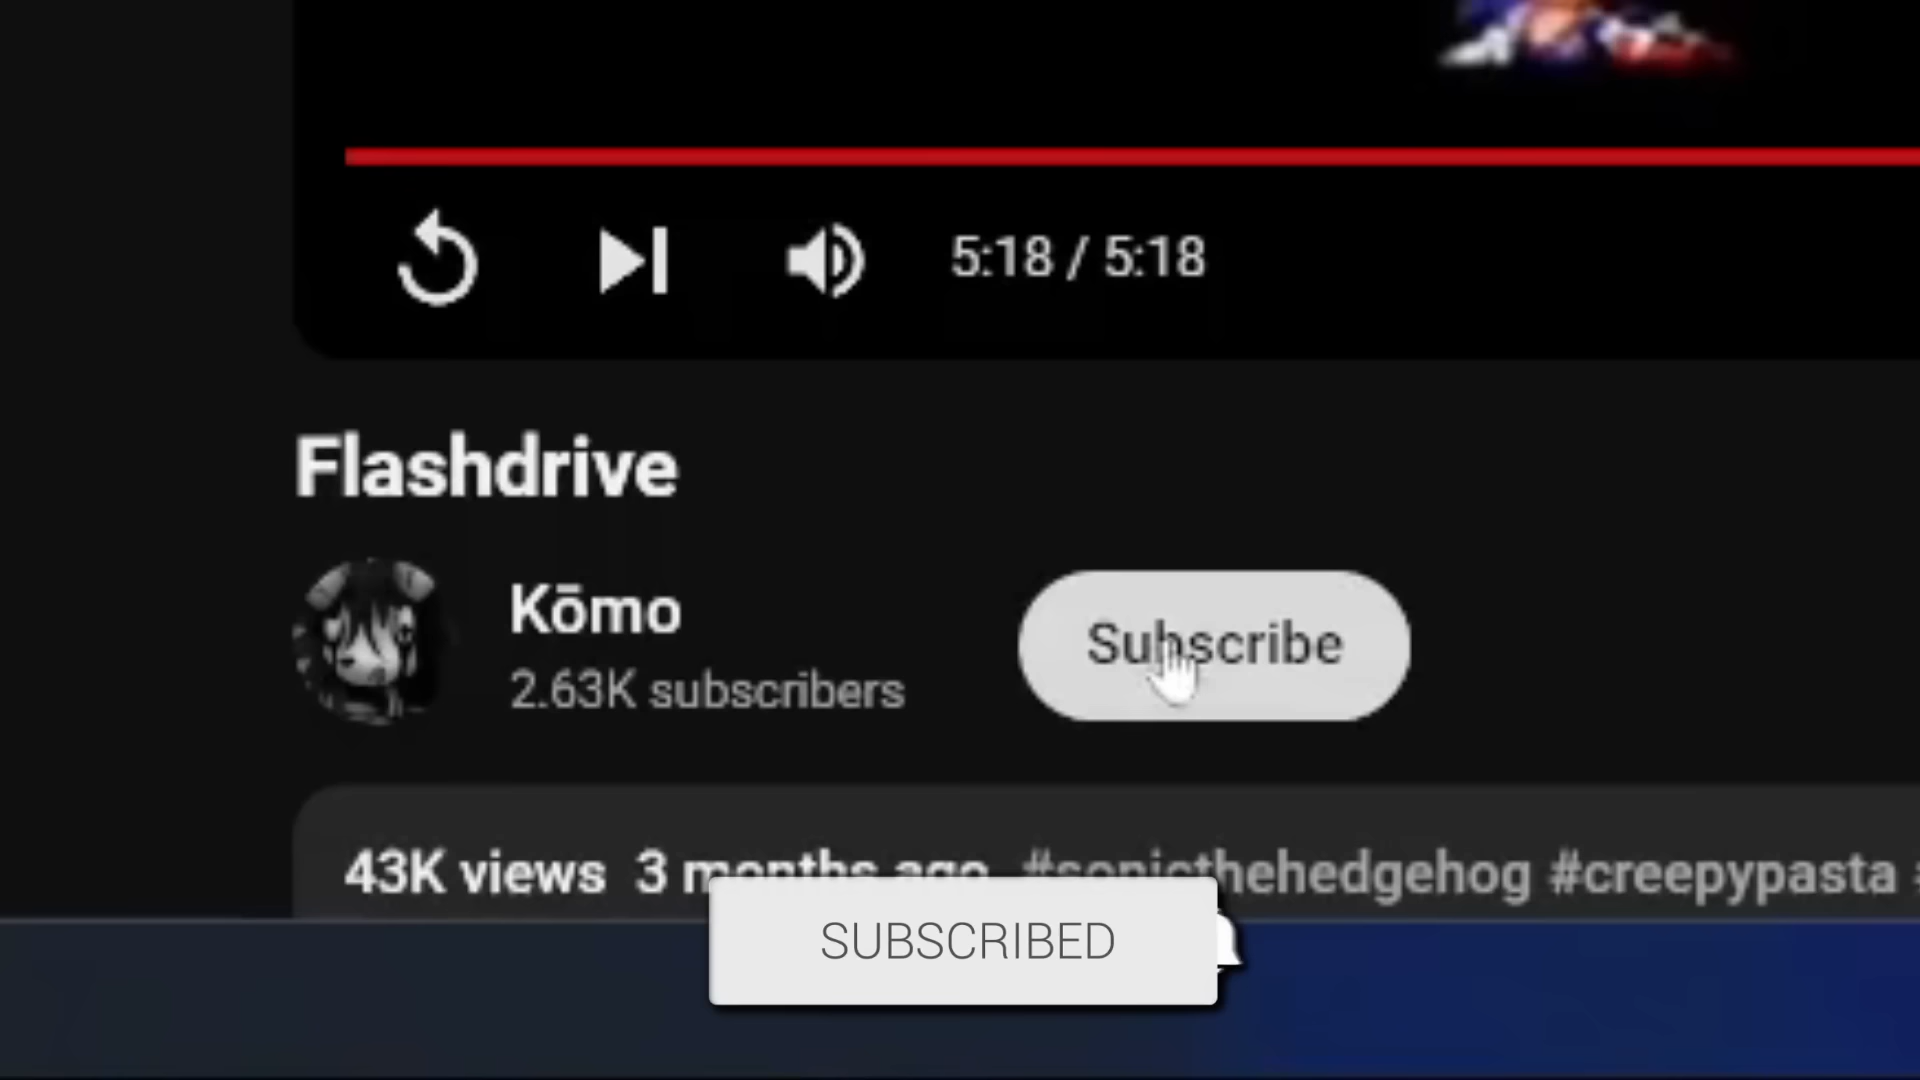 5:18 / 5:18
Flashdrive
Kōmo
2.63K subscribers
Subscribe
43K views 3 months ago #sonicthehedgehog #creepypasta
SUBSCRIBED